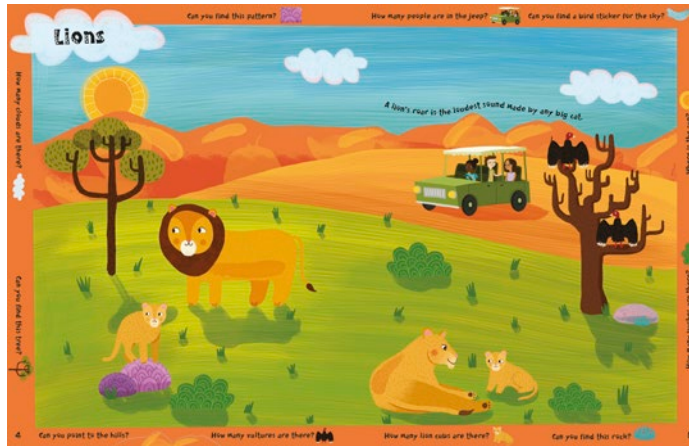 Can you find this pattern?
How many people are in the jeep?
Can you find a bird sticker for the sky?
Lions
How many clouds are there?
A lion's roar is the loudest sound made by any big cat.
Can you find this tree?
4
Can you point to the hills?
How many vultures are there?
How many lion cubs are there?
Can you find this rock?